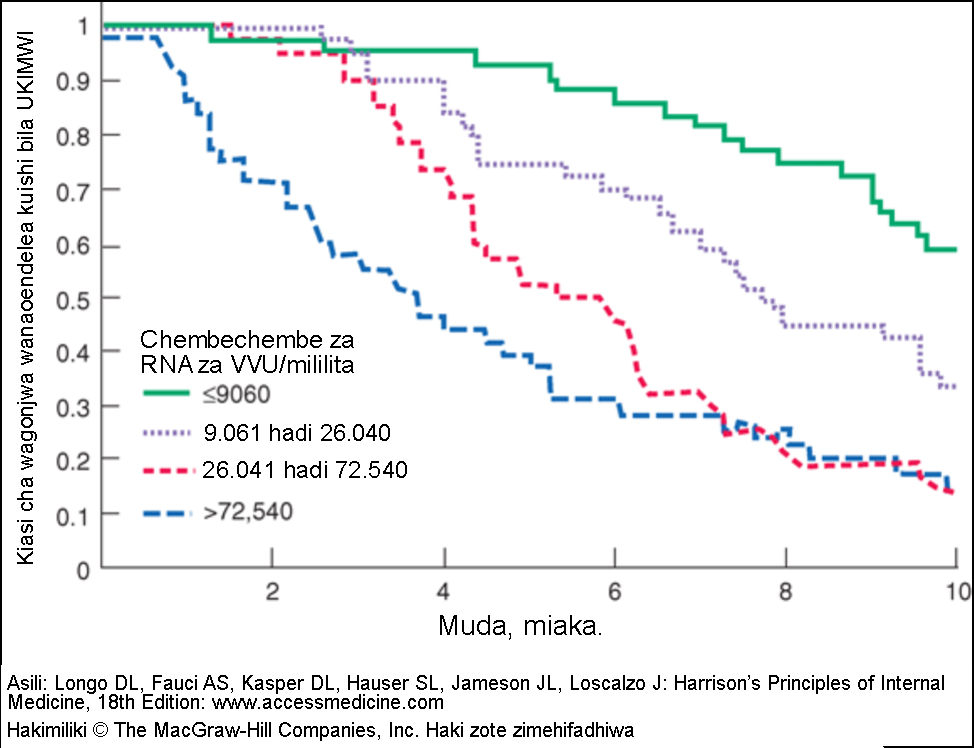 Kiasi cha wagonjwa wanaoendelea kuishi bila UKIMWI
1
0.9
0.8
0.7
0.6
0.5
0.4
0.3
0.2
0.1
0
Chembechembe za
RNA za VVU/mililita
≤9060
9.061 hadi 26.040
26.041 hadi 72.540
>72,540
2 4 6 8 10
Muda, miaka.
Asili: Longo DL, Fauci AS, Kasper DL, Hauser SL, Jameson JL, Loscalzo J: Harrison's Principles of Internal
Medicine, 18th Edition: www.accessmedicine.com
Hakimiliki © The McGraw-Hill Companies, Inc. Haki zote zimehifadhiwa